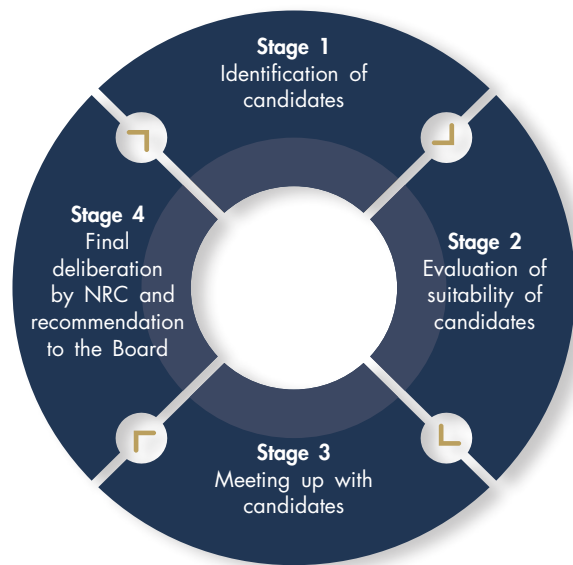 Stage 1
Identification of
candidates
Stage 2
Evaluation of
suitability of
candidates
Stage 3
Meeting up with
candidates
Stage 4
Final
deliberation
by NRC and
recommendation
to the Board